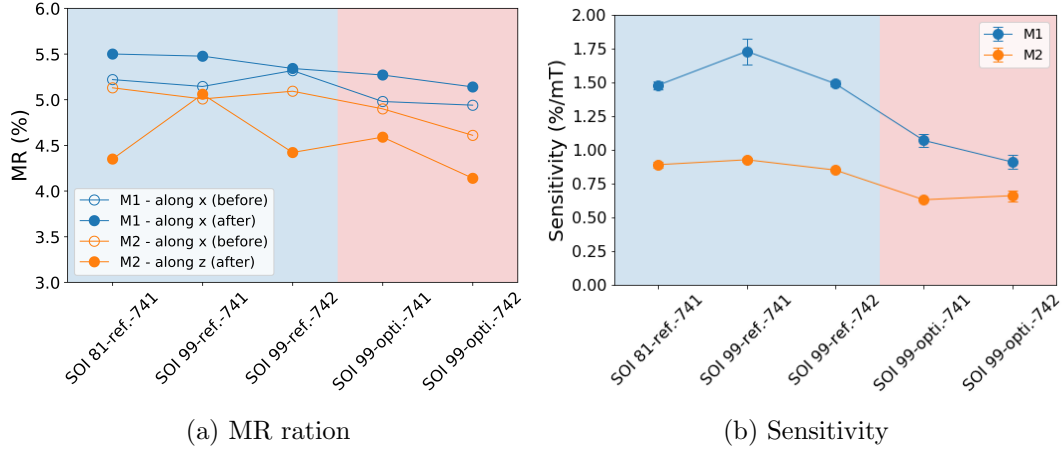 MR (%)
6.0
5.5
5.0
4.5
4.0
3.5
3.0
M1 - along x (before)
M1 - along x (after)
M2 - along x (before)
M2 - along z (after)
SOI 81-ref.-741
SOI 99-ref.-741
SOI 99-ref.-742
SOI 99-opti.-741
SOI 99-opti.-742
(a) MR ration
Sensitivity (%/mT)
2.00
1.75
1.50
1.25
1.00
0.75
0.50
0.25
0.00
M1
M2
SOI 81-ref.-741
SOI 99-ref.-741
SOI 99-ref.-742
SOI 99-opti.-741
SOI 99-opti.-742
(b) Sensitivity